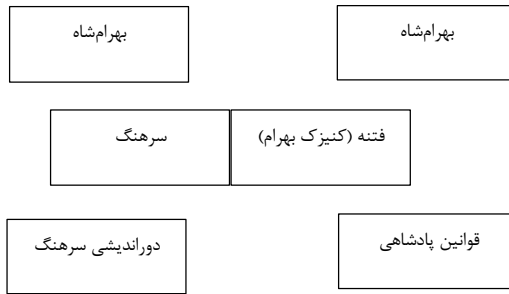 بهرام‌شاه
بهرام‌شاه
فتنه (کنیزک بهرام)
سرهنگ
قوانین پادشاهی
دوراندیشی سرهنگ